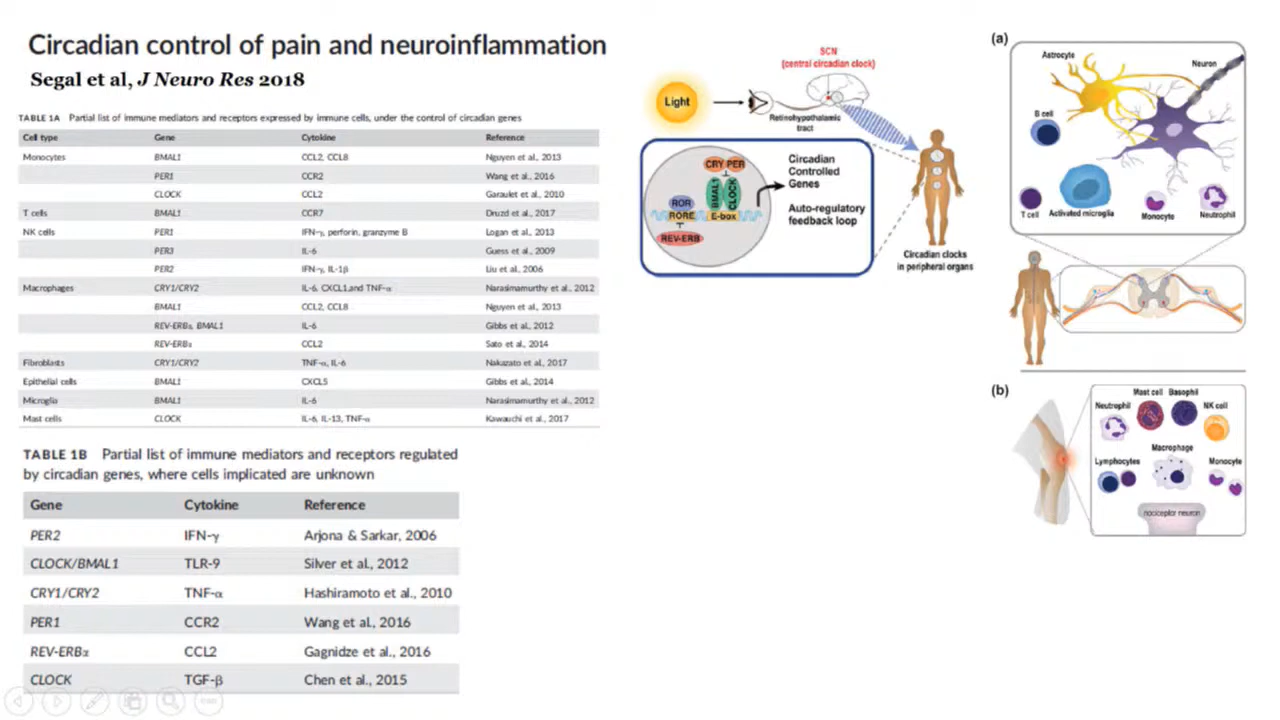 Circadian control of pain and neuroinflammation
Segal et al, J Neuro Res 2018
TABLE 1A Partial list of immune mediators and receptors expressed by immune cells, under the control of circadian genes
Cell type Gene Cytokine Reference
Monocytes BMAL1 CCL2, CCL8 Nguyen et al., 2013
PER1 CCR2 Wang et al., 2016
CLOCK CCL2 Garaulet et al., 2010
T cells BMAL1 CCR7 Druzd et al., 2017
NK cells PER1 IFN-γ, perforin, granzyme B Logan et al., 2013
PER3 IL-6 Guess et al., 2009
PER2 IFN-γ, IL-1β Liu et al., 2006
Macrophages CRY1/CRY2 IL-6, CXCL1,and TNF-α Narasimamurthy et al., 2012
BMAL1 CCL2, CCL8 Nguyen et al., 2013
REV-ERBα, BMAL1 IL-6 Gibbs et al., 2012
REV-ERBα CCL2 Sato et al., 2014
Fibroblasts CRY1/CRY2 TNF-α, IL-6 Nakazato et al., 2017
Epithelial cells BMAL1 CXCL5 Gibbs et al., 2014
Microglia BMAL1 IL-6 Narasimamurthy et al., 2012
Mast cells CLOCK IL-6, IL-13, TNF-α Kawauchi et al., 2017
TABLE 1B Partial list of immune mediators and receptors regulated
by circadian genes, where cells implicated are unknown
Gene Cytokine Reference
PER2 IFN-γ Arjona & Sarkar, 2006
CLOCK/BMAL1 TLR-9 Silver et al., 2012
CRY1/CRY2 TNF-α Hashiramoto et al., 2010
PER1 CCR2 Wang et al., 2016
REV-ERBα CCL2 Gagnidze et al., 2016
CLOCK TGF-β Chen et al., 2015
SCN
(central circadian clock)
Light
Retinohypothalamic
tract
CRY PER
BMAL1
CLOCK
ROR
RORE
E-box
REV-ERB
Circadian
Controlled
Genes
Auto-regulatory
feedback loop
Circadian clocks
in peripheral organs
(a)
Astrocyte
Neuron
B cell
T cell
Activated microglia
Monocyte
Neutrophil
(b)
Mast cell Basophil
Neutrophil
NK cell
Macrophage
Lymphocytes
Monocyte
nociceptor neuron